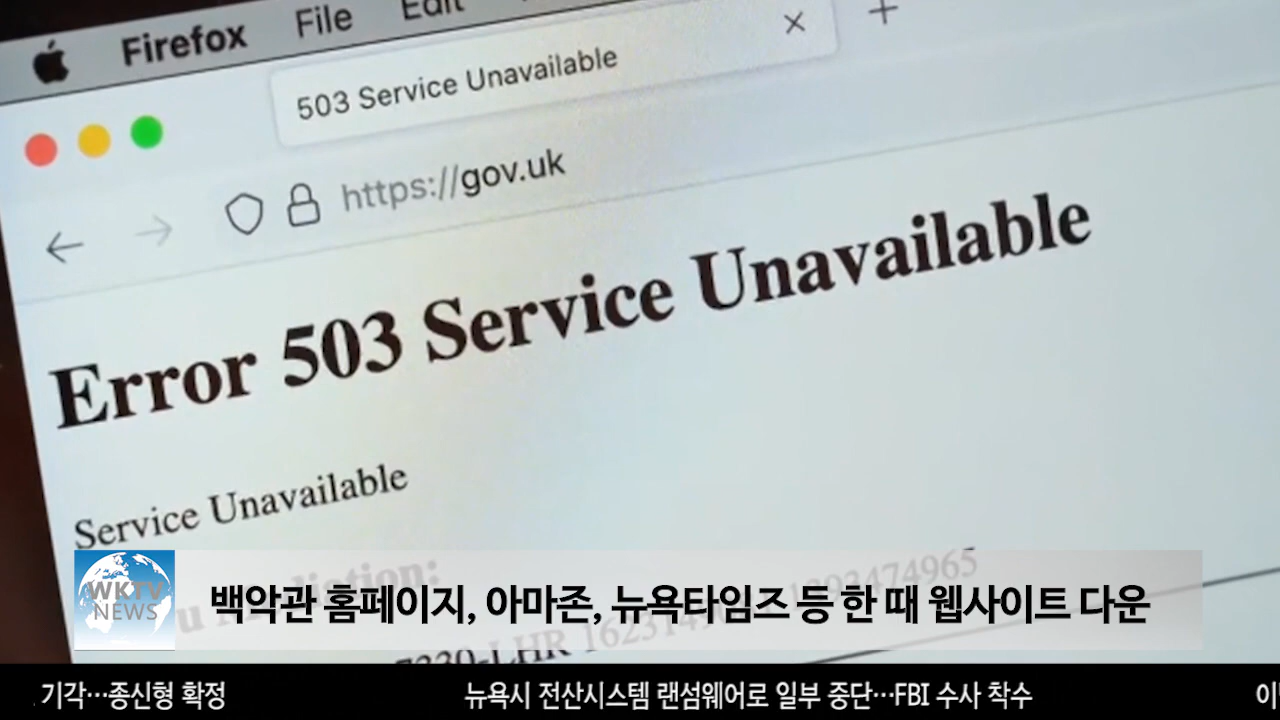 Firefox File Edit
503 Service Unavailable
https://gov.uk
Error 503 Service Unavailable
Service Unavailable
WKTV
NEWS
백악관 홈페이지, 아마존, 뉴욕타임즈 등 한 때 웹사이트 다운
기각…종신형 확정 뉴욕시 전산시스템 랜섬웨어로 일부 중단…FBI 수사 착수